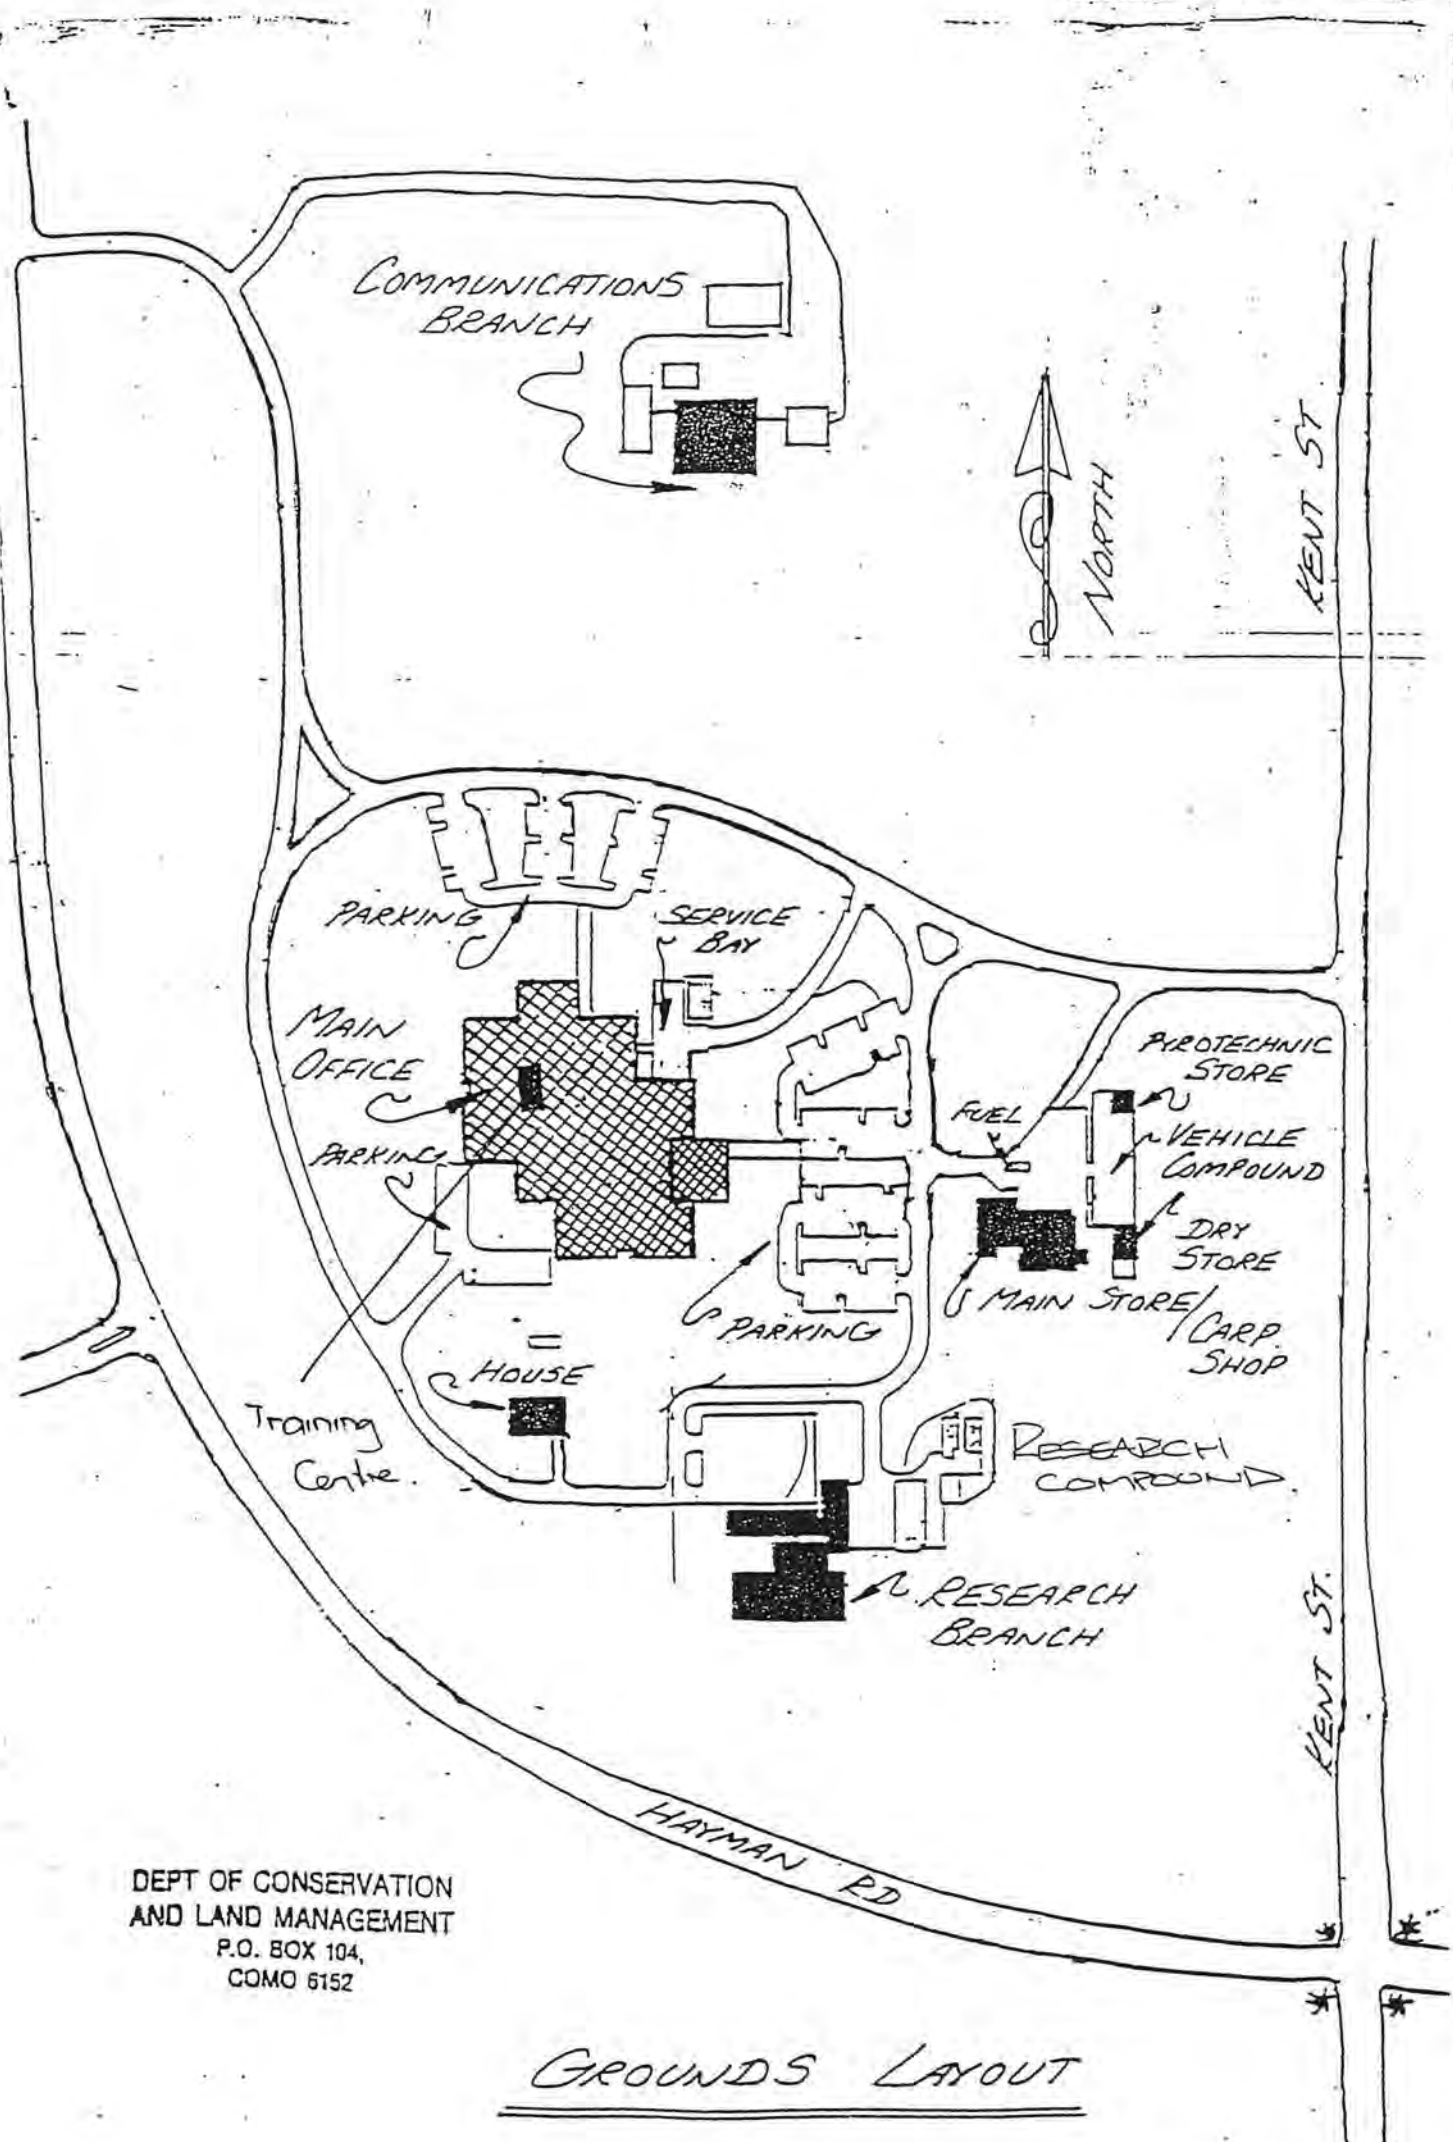 COMMUNICATIONS
BRANCH
KENT ST
NORTH
PARKING
SERVICE
BAY
MAIN
OFFICE
PYROTECHNIC
STORE
FUEL
VEHICLE
COMPOUND
PARKING
DRY
STORE
MAIN STORE/
CARP.
SHOP
PARKING
HOUSE
Training
Centre.
RESEARCH
COMPOUND.
RESEARCH
BRANCH
KENT ST.
HAYMAN RD
DEPT OF CONSERVATION
AND LAND MANAGEMENT
P.O. BOX 104,
COMO 6152
GROUNDS LAYOUT